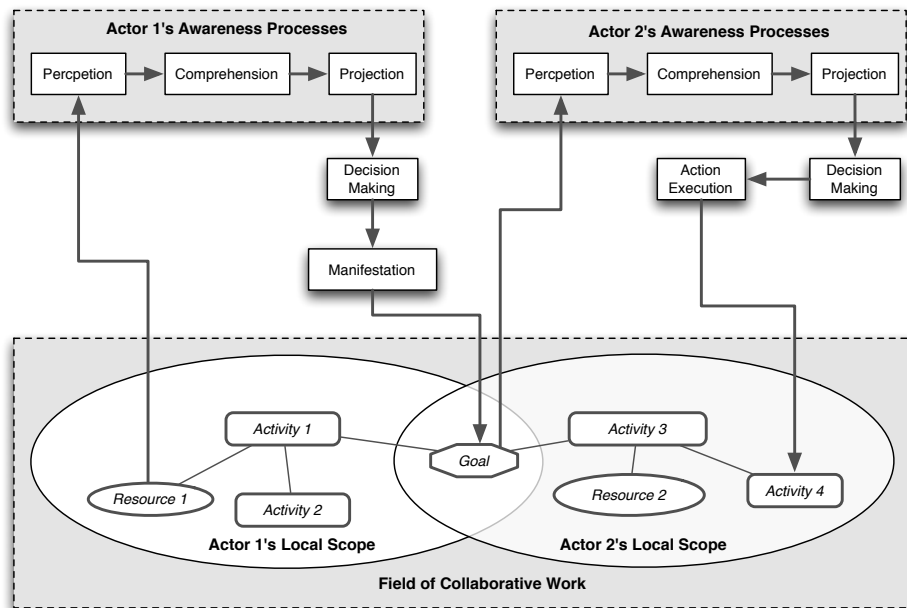 Actor 1's Awareness Processes
Percpetion
Comprehension
Projection
Decision
Making
Manifestation
Actor 2's Awareness Processes
Percpetion
Comprehension
Projection
Action
Execution
Decision
Making
Activity 1
Resource 1
Activity 2
Goal
Activity 3
Resource 2
Activity 4
Actor 1's Local Scope
Actor 2's Local Scope
Field of Collaborative Work